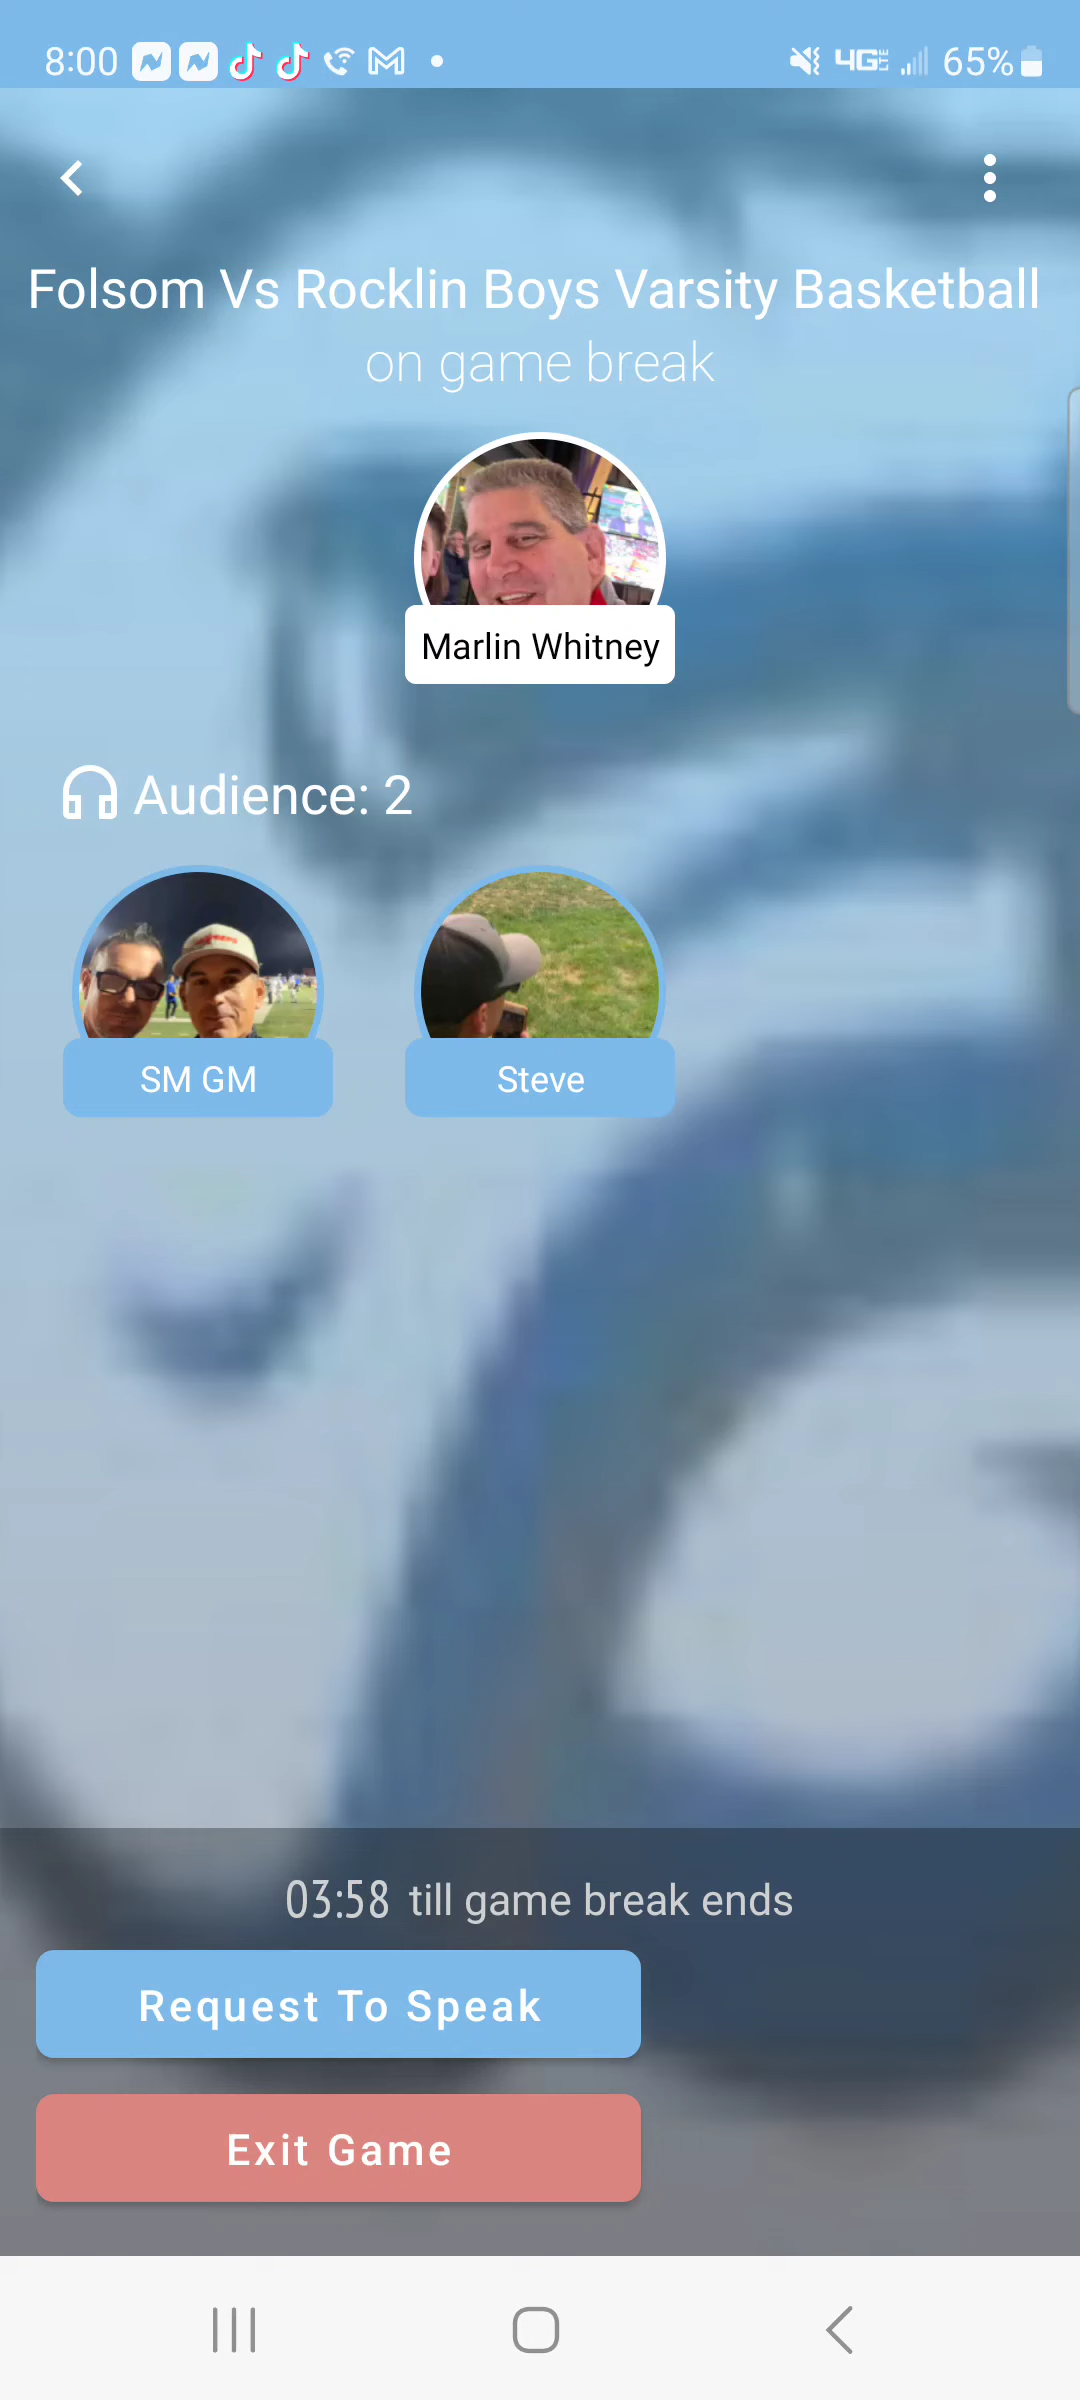 8:00 4G LTE 65%
Folsom Vs Rocklin Boys Varsity Basketball
on game break
Marlin Whitney
Audience: 2
SM GM
Steve
03:58 till game break ends
Request To Speak
Exit Game